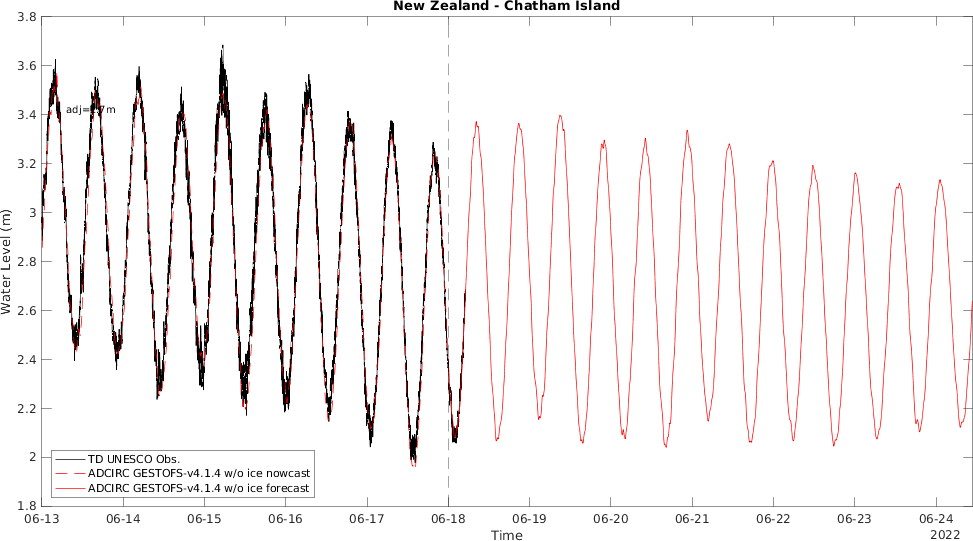 New Zealand - Chatham Island
3.8
3.6
3.4
3.2
3
2.8
2.6
2.4
2.2
2
1.8
Water Level (m)
TD UNESCO Obs.
ADCIRC GESTOFS-v4.1.4 w/o ice nowcast
ADCIRC GESTOFS-v4.1.4 w/o ice forecast
06-13 06-14 06-15 06-16 06-17 06-18 06-19 06-20 06-21 06-22 06-23 06-24
Time
2022